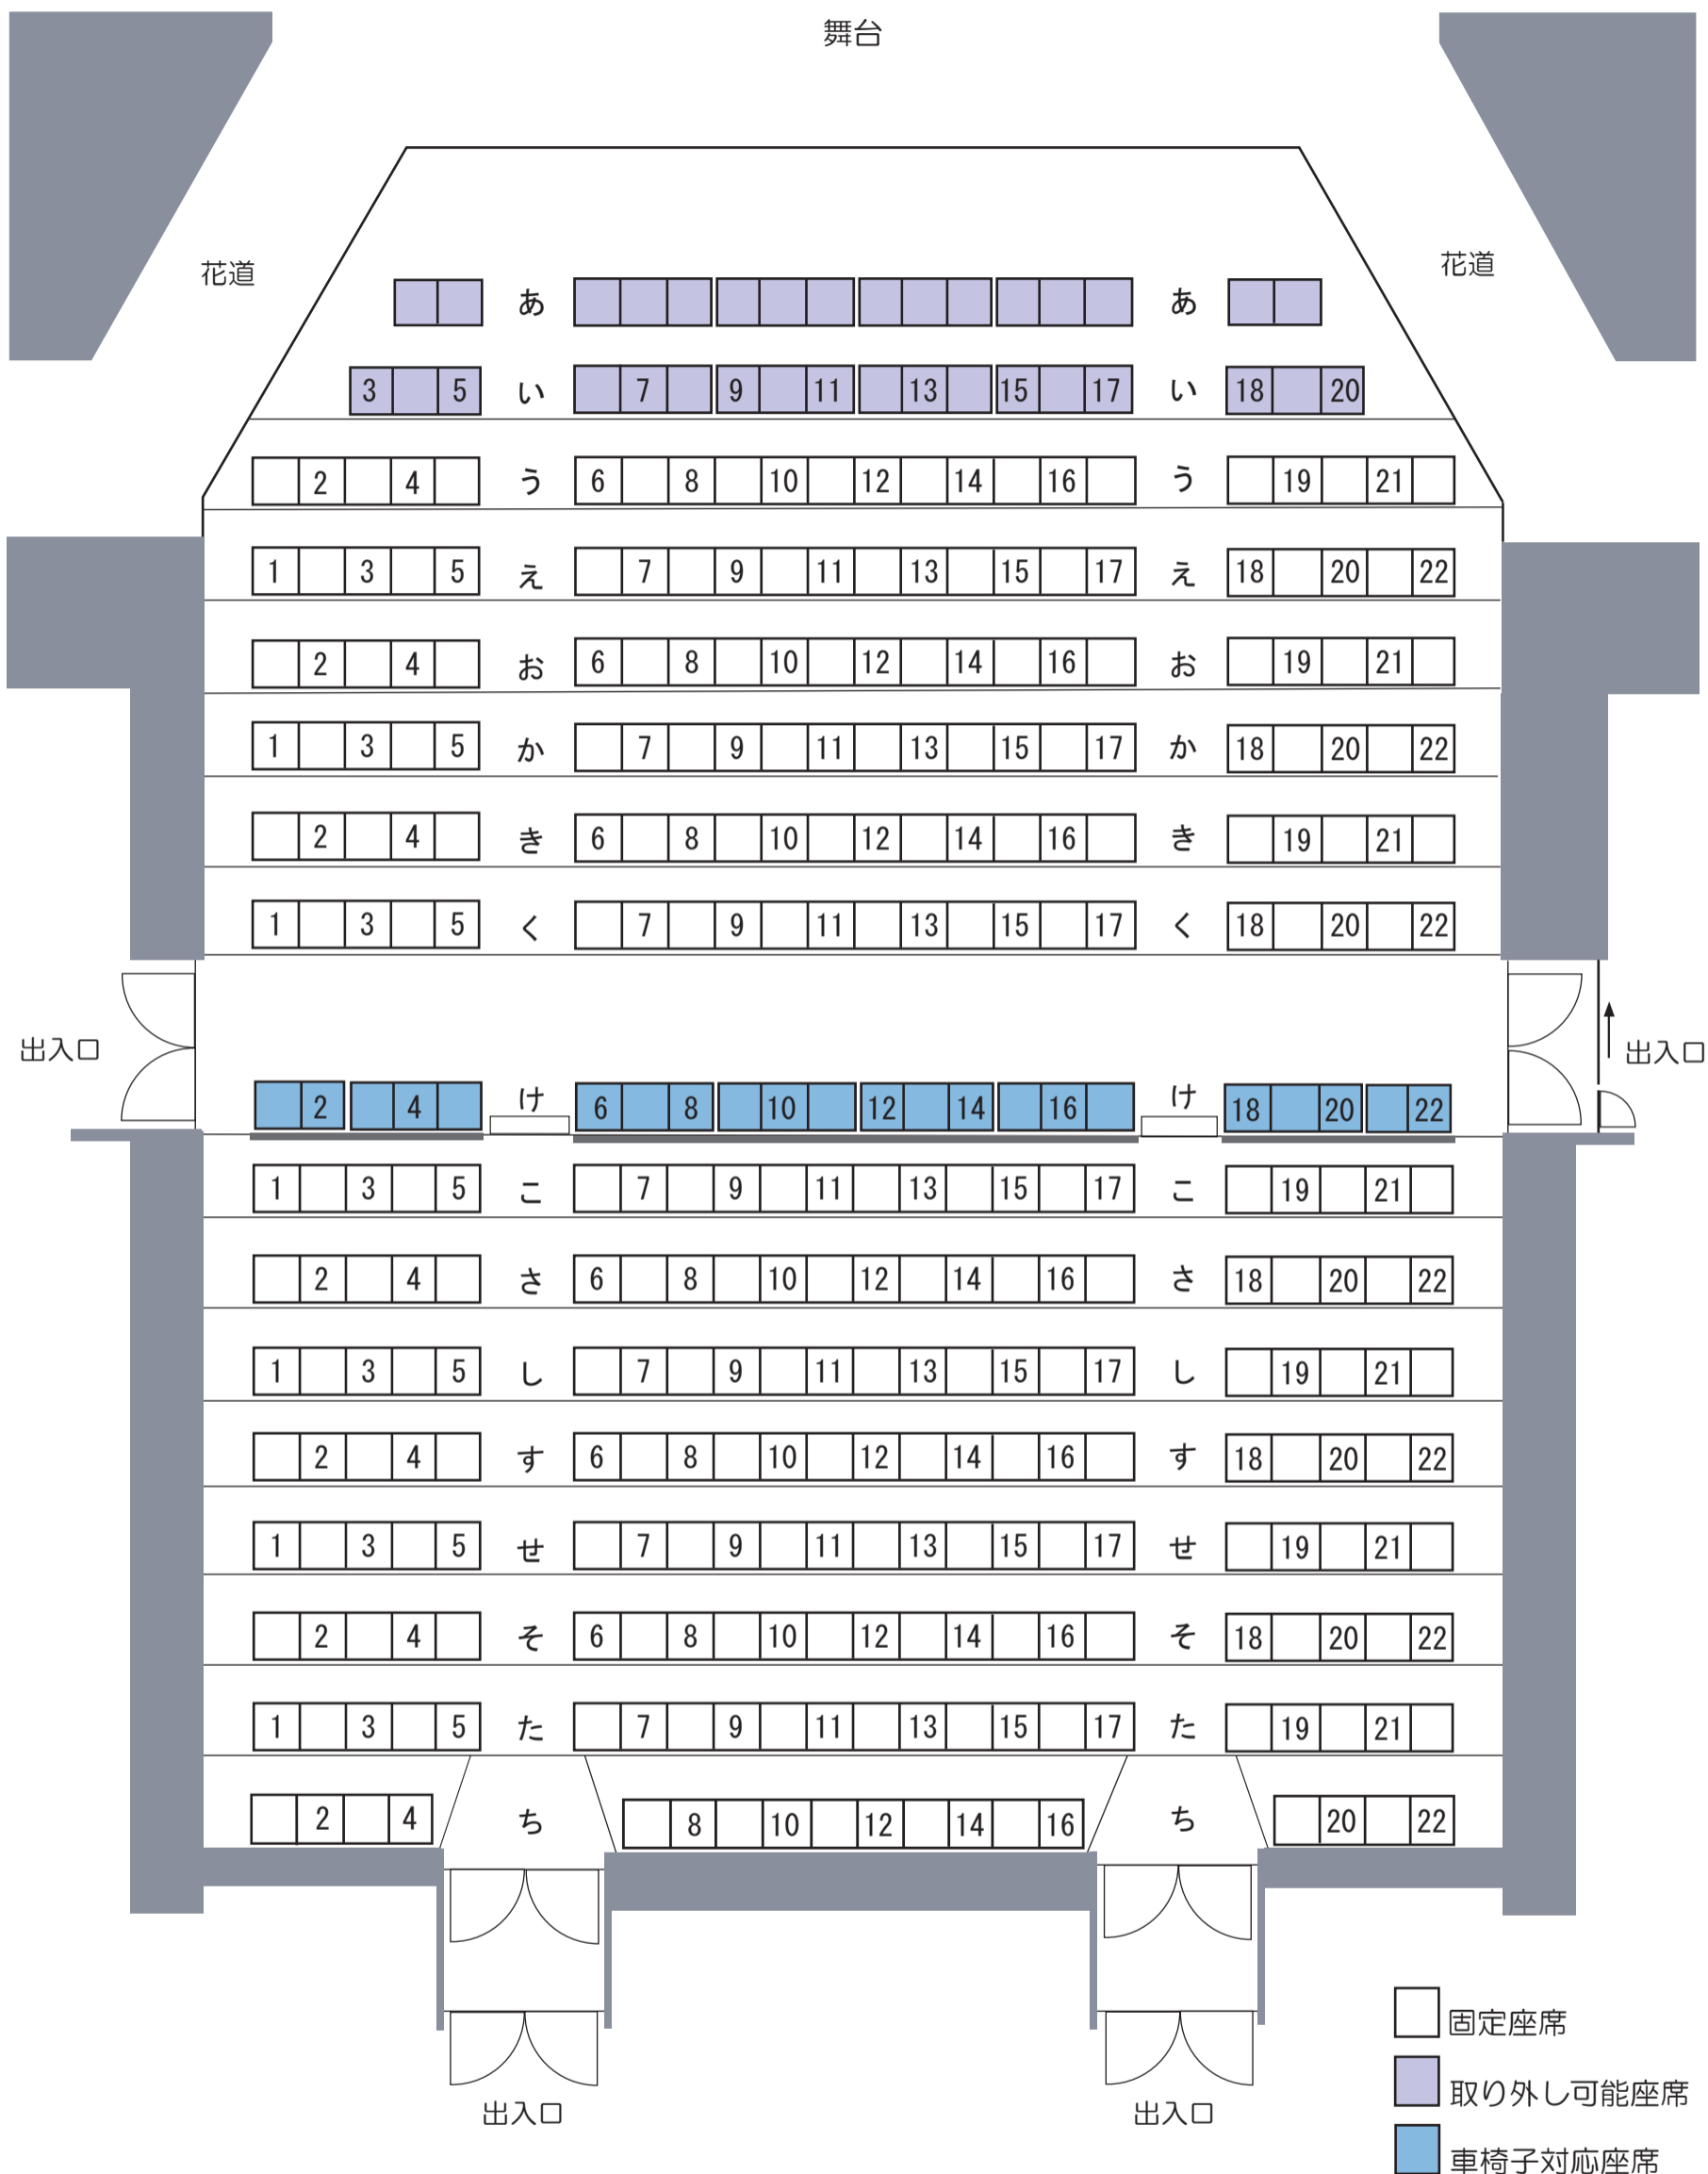 舞台
花道
花道
あ あ
3 5 い 7 9 11 13 15 17 い 18 20
2 4 う 6 8 10 12 14 16 う 19 21
1 3 5 え 7 9 11 13 15 17 え 18 20 22
2 4 お 6 8 10 12 14 16 お 19 21
1 3 5 か 7 9 11 13 15 17 か 18 20 22
2 4 き 6 8 10 12 14 16 き 19 21
1 3 5 く 7 9 11 13 15 17 く 18 20 22
出入口
出入口
2 4 け 6 8 10 12 14 16 け 18 20 22
1 3 5 こ 7 9 11 13 15 17 こ 19 21
2 4 さ 6 8 10 12 14 16 さ 18 20 22
1 3 5 し 7 9 11 13 15 17 し 19 21
2 4 す 6 8 10 12 14 16 す 18 20 22
1 3 5 せ 7 9 11 13 15 17 せ 19 21
2 4 そ 6 8 10 12 14 16 そ 18 20 22
1 3 5 た 7 9 11 13 15 17 た 19 21
2 4 ち 8 10 12 14 16 ち 20 22
出入口
出入口
固定座席
取り外し可能座席
車椅子対応座席